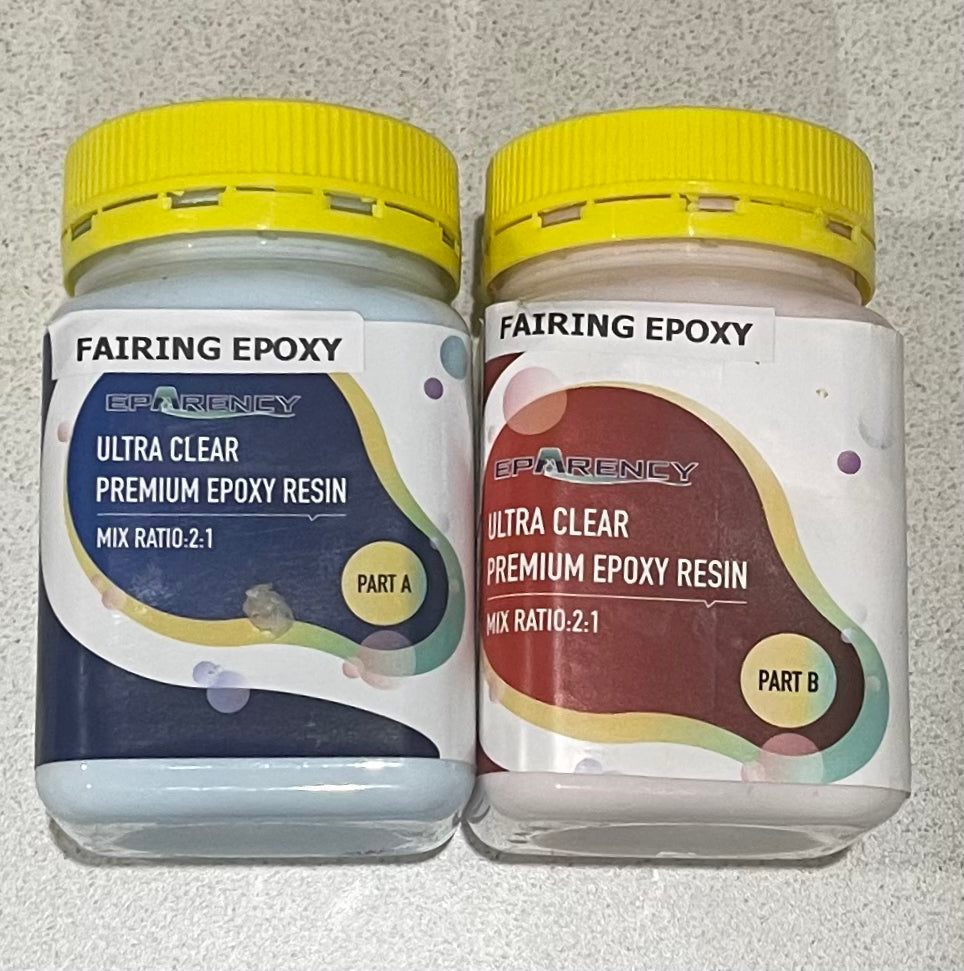 FAIRING EPOXY
EPARENCY
ULTRA CLEAR
PREMIUM EPOXY RESIN
MIX RATIO:2:1
PART A
FAIRING EPOXY
EPARENCY
ULTRA CLEAR
PREMIUM EPOXY RESIN
MIX RATIO:2:1
PART B